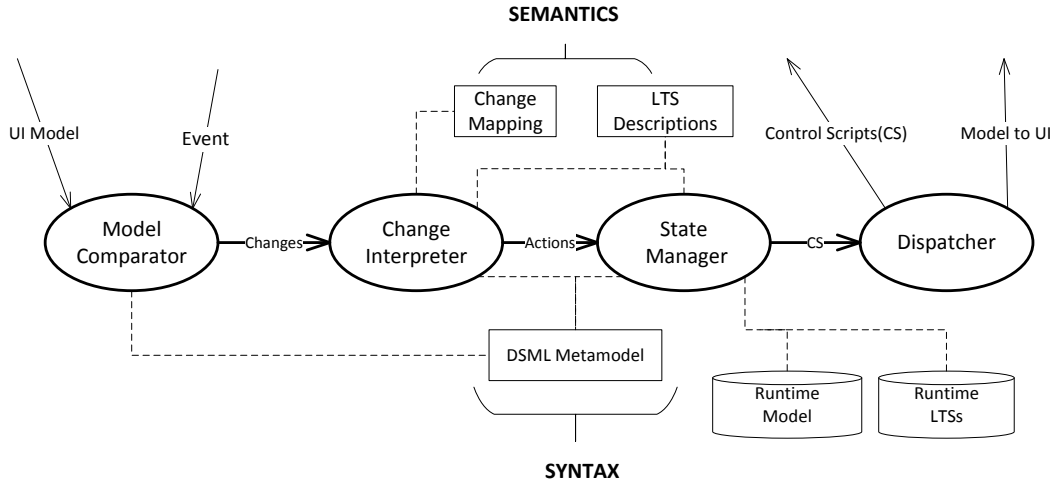 SEMANTICS
Change
Mapping
LTS
Descriptions
UI Model
Event
Control Scripts(CS)
Model to UI
Model
Comparator
Changes
Change
Interpreter
Actions
State
Manager
CS
Dispatcher
DSML Metamodel
Runtime
Model
Runtime
LTSs
SYNTAX